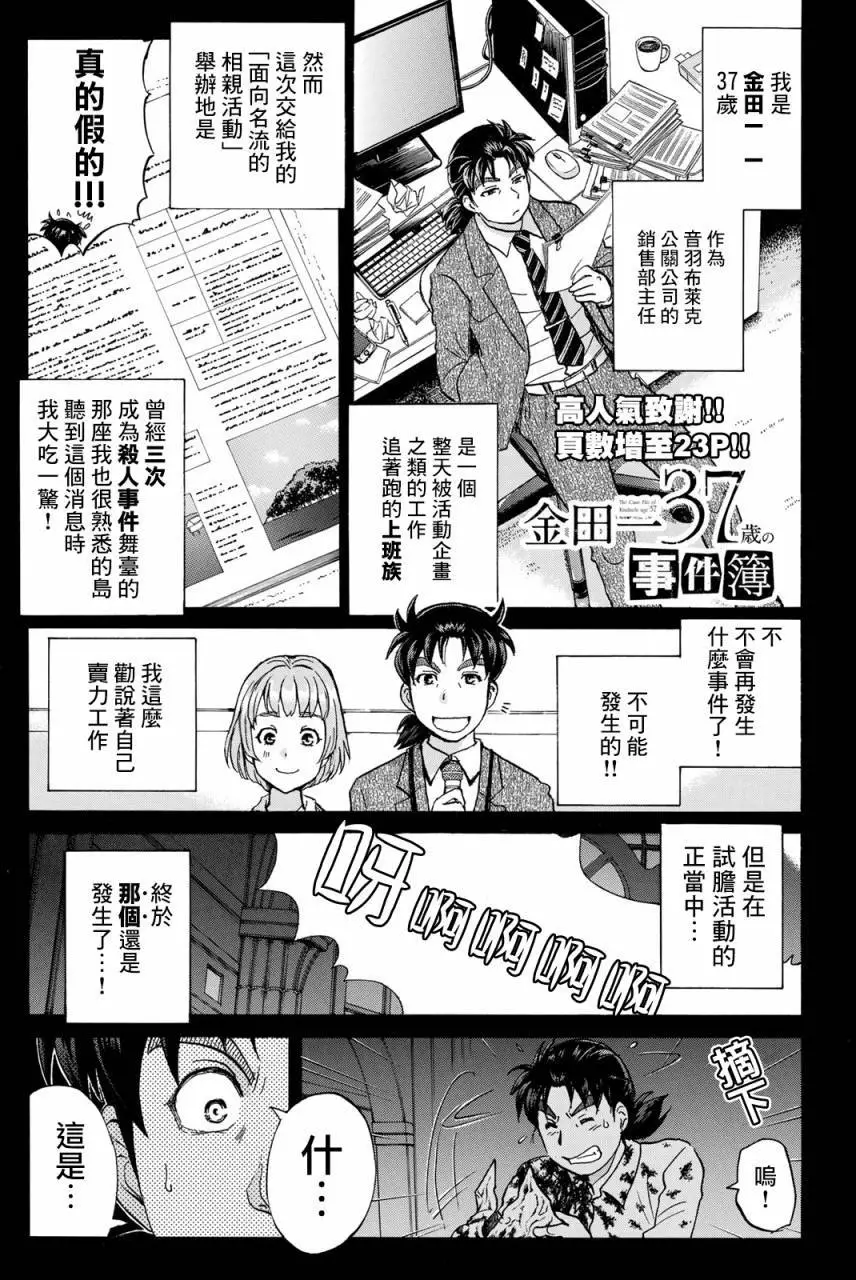 我是
金田一一
37歲
作為
音羽布萊克
公關公司的
銷售部主任
是一個
整天被活動企畫
之類的工作
追著跑的上班族
高人氣致謝!!
頁數增至23P!!
金田一37歲の
事件簿
然而
這次交給我的
「面向名流的
相親活動」
舉辦地是
真的假的!!!
曾經三次
成為殺人事件舞臺的
那座我也很熟悉的島
聽到這個消息時
我大吃一驚!
不
不會再發生
什麼事件了!
不可能
發生的!!
我這麼
勸說著自己
賣力工作
但是在
試膽活動的
正當中…
呀啊啊啊啊
終於
那個還是
發生了…!
摘下
嗚!
什…
這是…